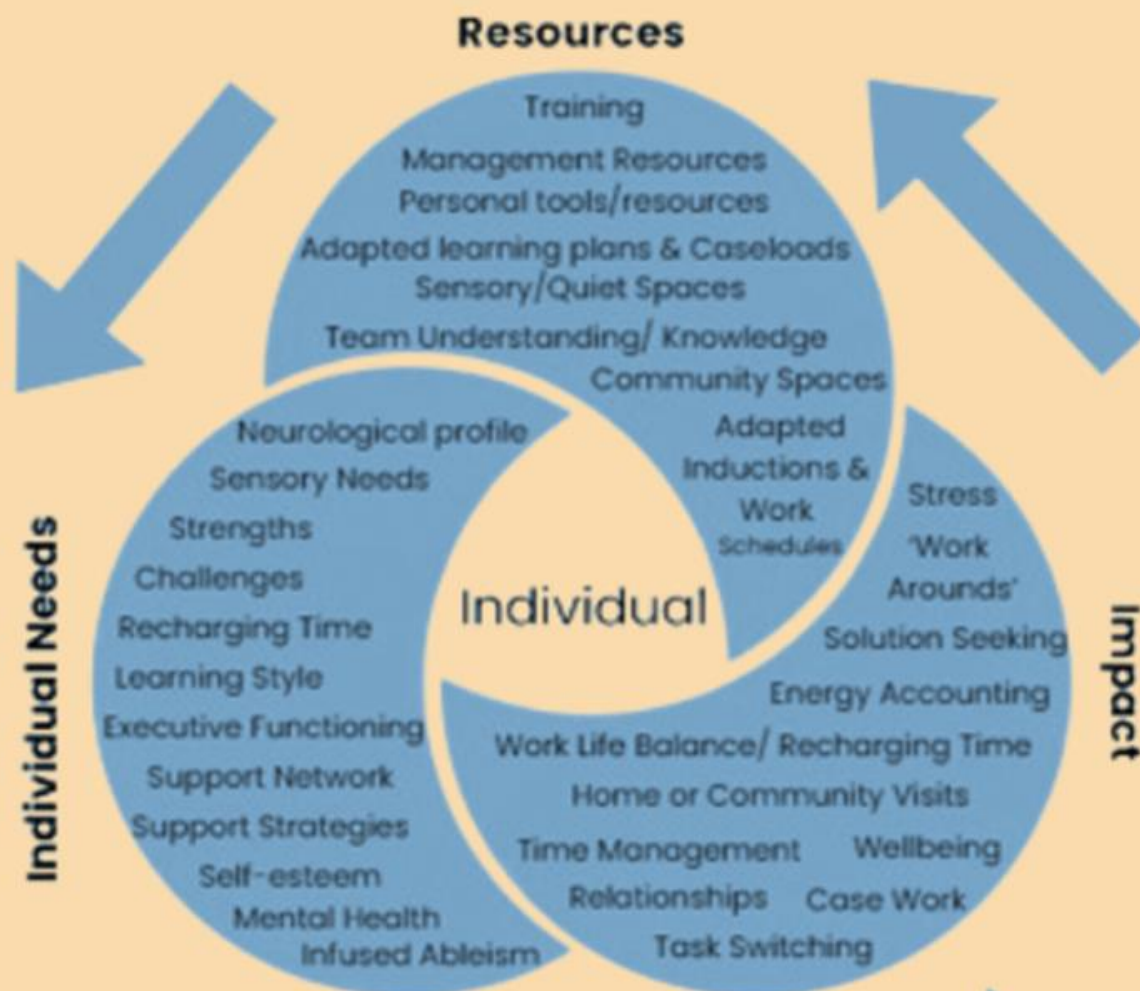 Resources
Training
Management Resources
Personal tools/resources
Adapted learning plans & Caseloads
Sensory/Quiet Spaces
Team Understanding/ Knowledge
Community Spaces
Adapted
Inductions &
Work
Schedules
Individual Needs
Neurological profile
Sensory Needs
Strengths
Challenges
Recharging Time
Learning Style
Executive Functioning
Support Network
Support Strategies
Self-esteem
Mental Health
Infused Ableism
Individual
Impact
Stress
'Work
Arounds'
Solution Seeking
Energy Accounting
Work Life Balance/ Recharging Time
Home or Community Visits
Time Management Wellbeing
Relationships Case Work
Task Switching